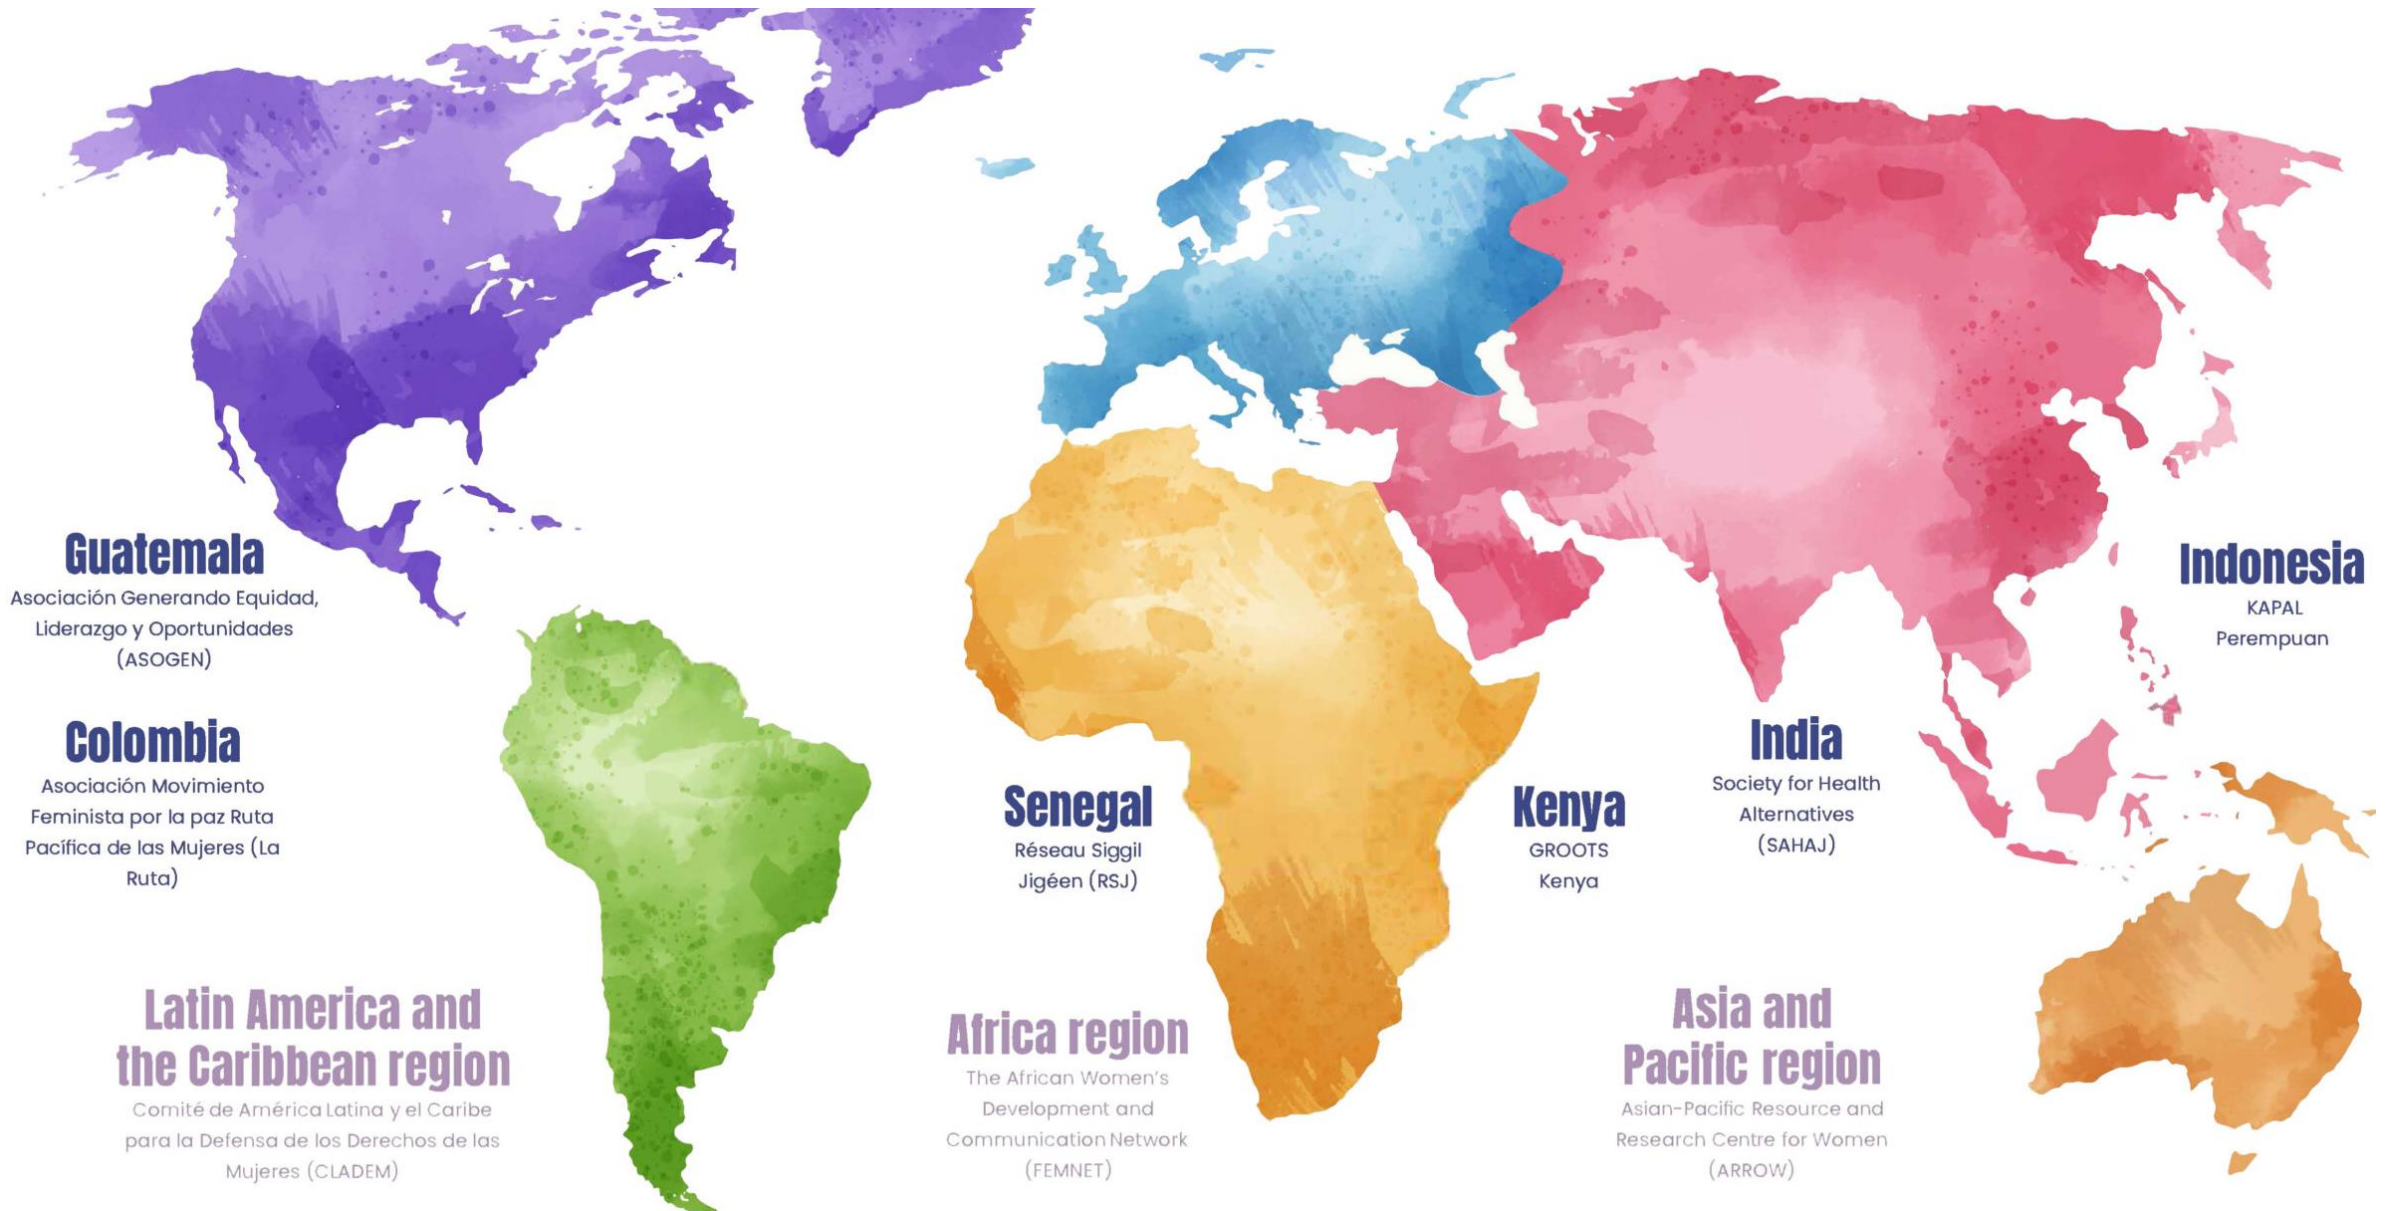 Guatemala
Asociación Generando Equidad,
Liderazgo y Oportunidades
(ASOGEN)
Colombia
Asociación Movimiento
Feminista por la paz Ruta
Pacífica de las Mujeres (La
Ruta)
Latin America and
the Caribbean region
Comité de América Latina y el Caribe
para la Defensa de los Derechos de las
Mujeres (CLADEM)
Senegal
Réseau Siggil
Jigéen (RSJ)
Kenya
GROOTS
Kenya
Africa region
The African Women's
Development and
Communication Network
(FEMNET)
India
Society for Health
Alternatives
(SAHAJ)
Indonesia
KAPAL
Perempuan
Asia and
Pacific region
Asian-Pacific Resource and
Research Centre for Women
(ARROW)